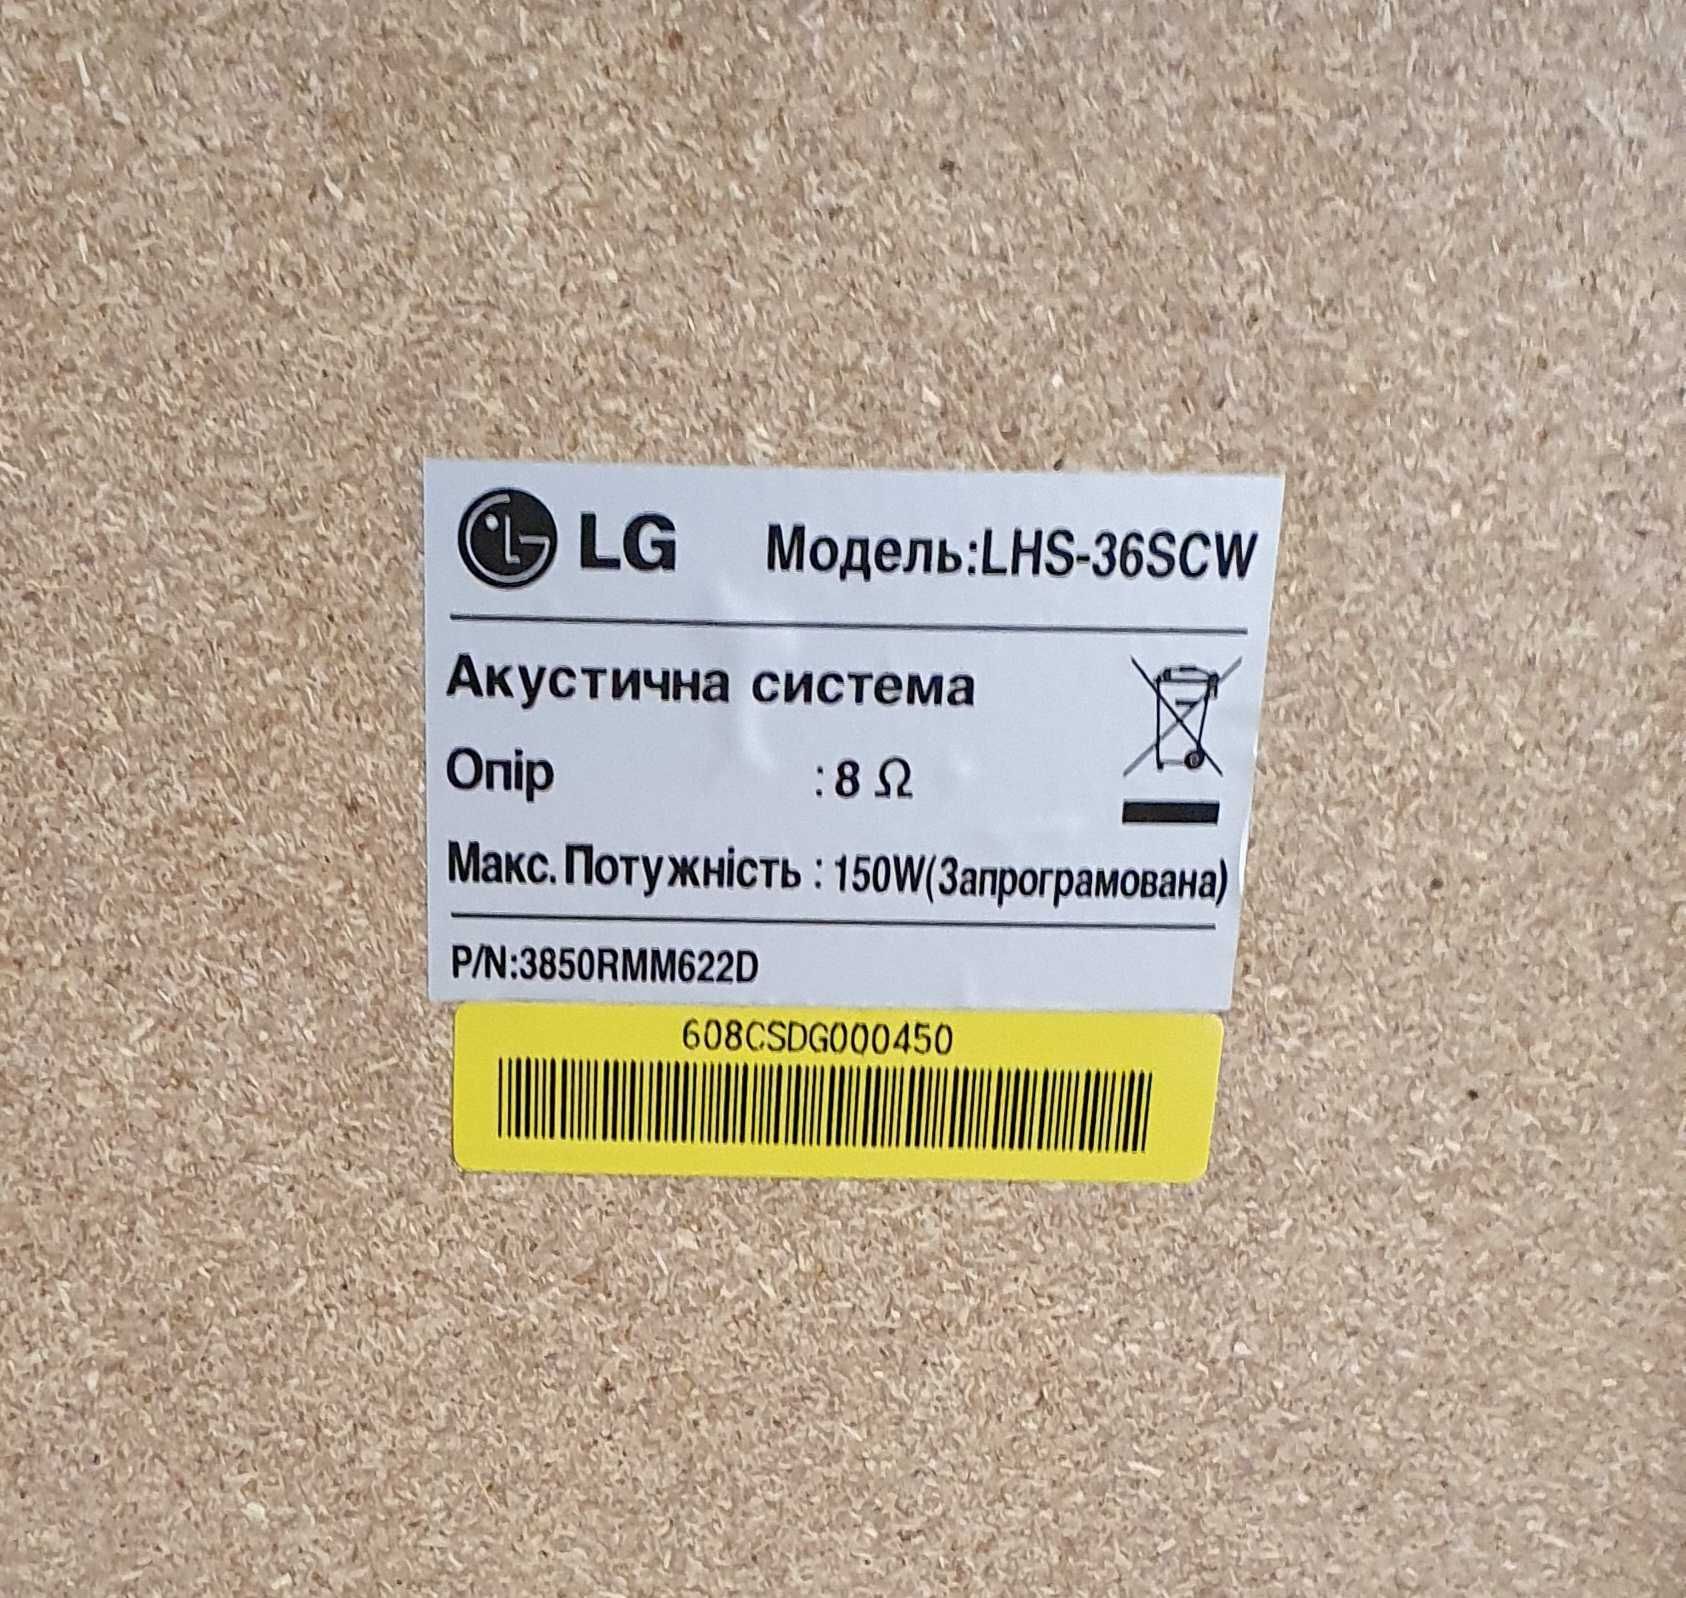 LG Модель:LHS-36SCW
Акустична система
Опір :8 Ω
Макс.Потужність : 150W(Запрограмована)
P/N:3850RMM622D
608CSDG000450